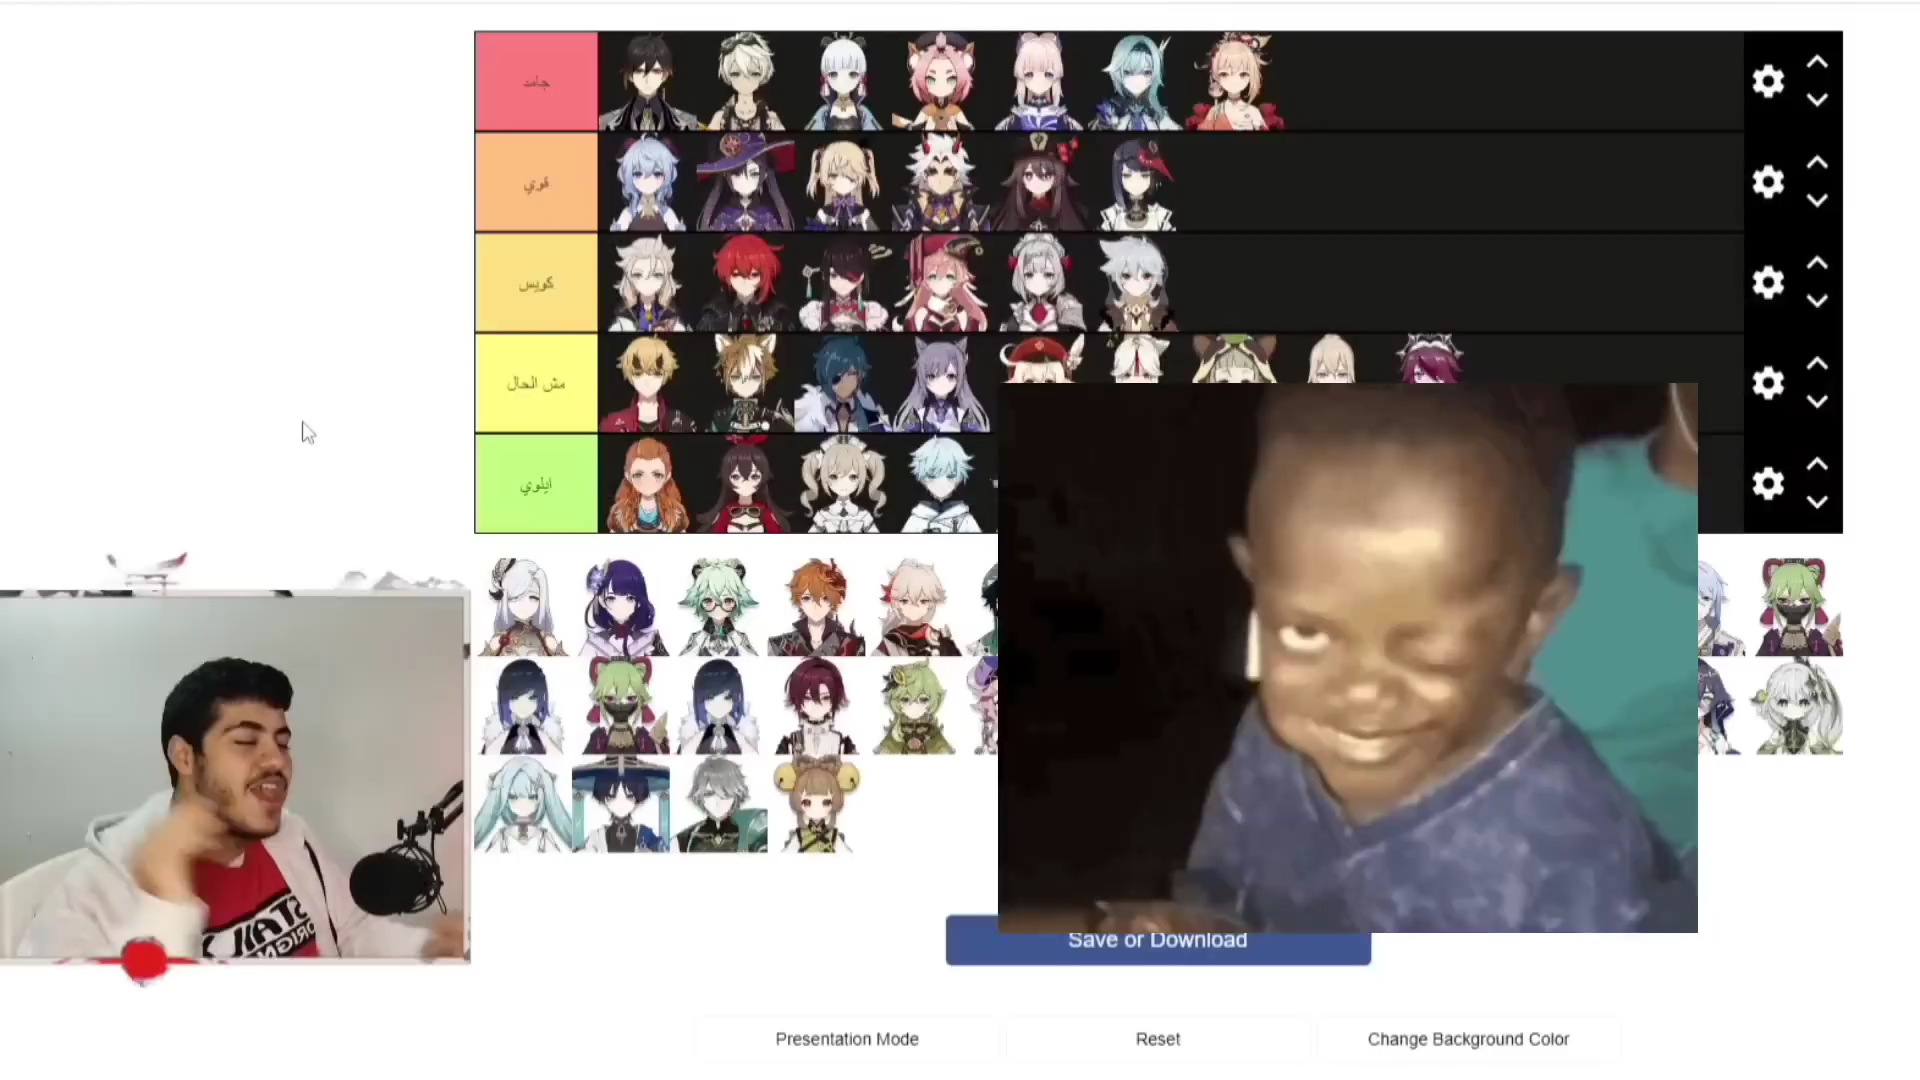 جامد
قوي
كويس
مش الحال
ايلوي
Save or Download
Presentation Mode
Reset
Change Background Color